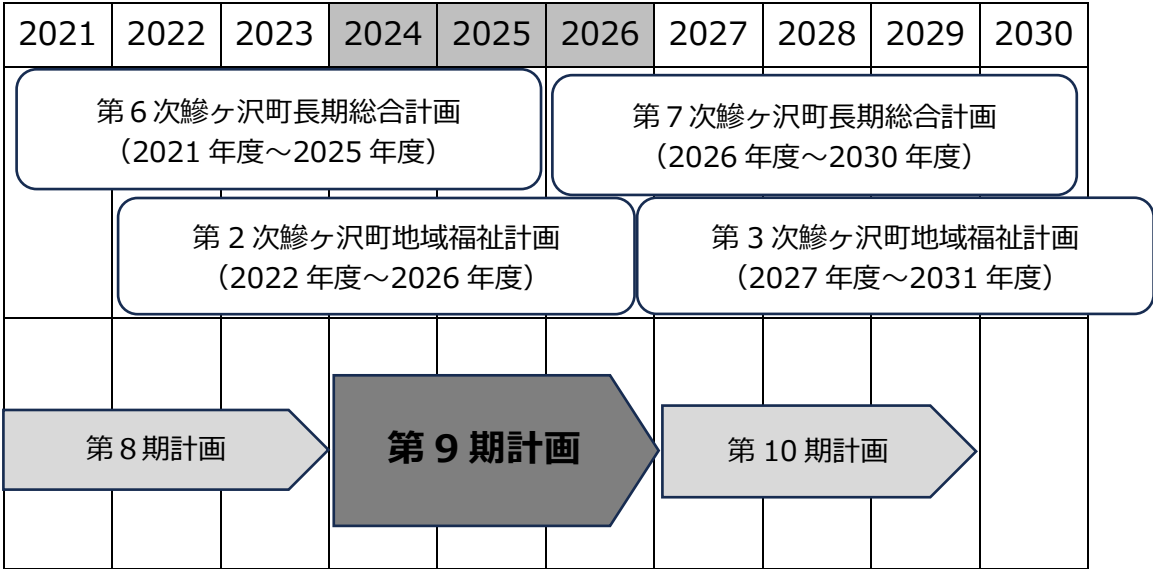 2021 2022 2023 2024 2025 2026 2027 2028 2029 2030
第6次鰺ヶ沢町長期総合計画
（2021 年度～2025 年度）
第7次鰺ヶ沢町長期総合計画
（2026 年度～2030 年度）
第2次鰺ヶ沢町地域福祉計画
（2022 年度～2026 年度）
第3次鰺ヶ沢町地域福祉計画
（2027 年度～2031 年度）
第8期計画
第 9 期計画
第 10 期計画